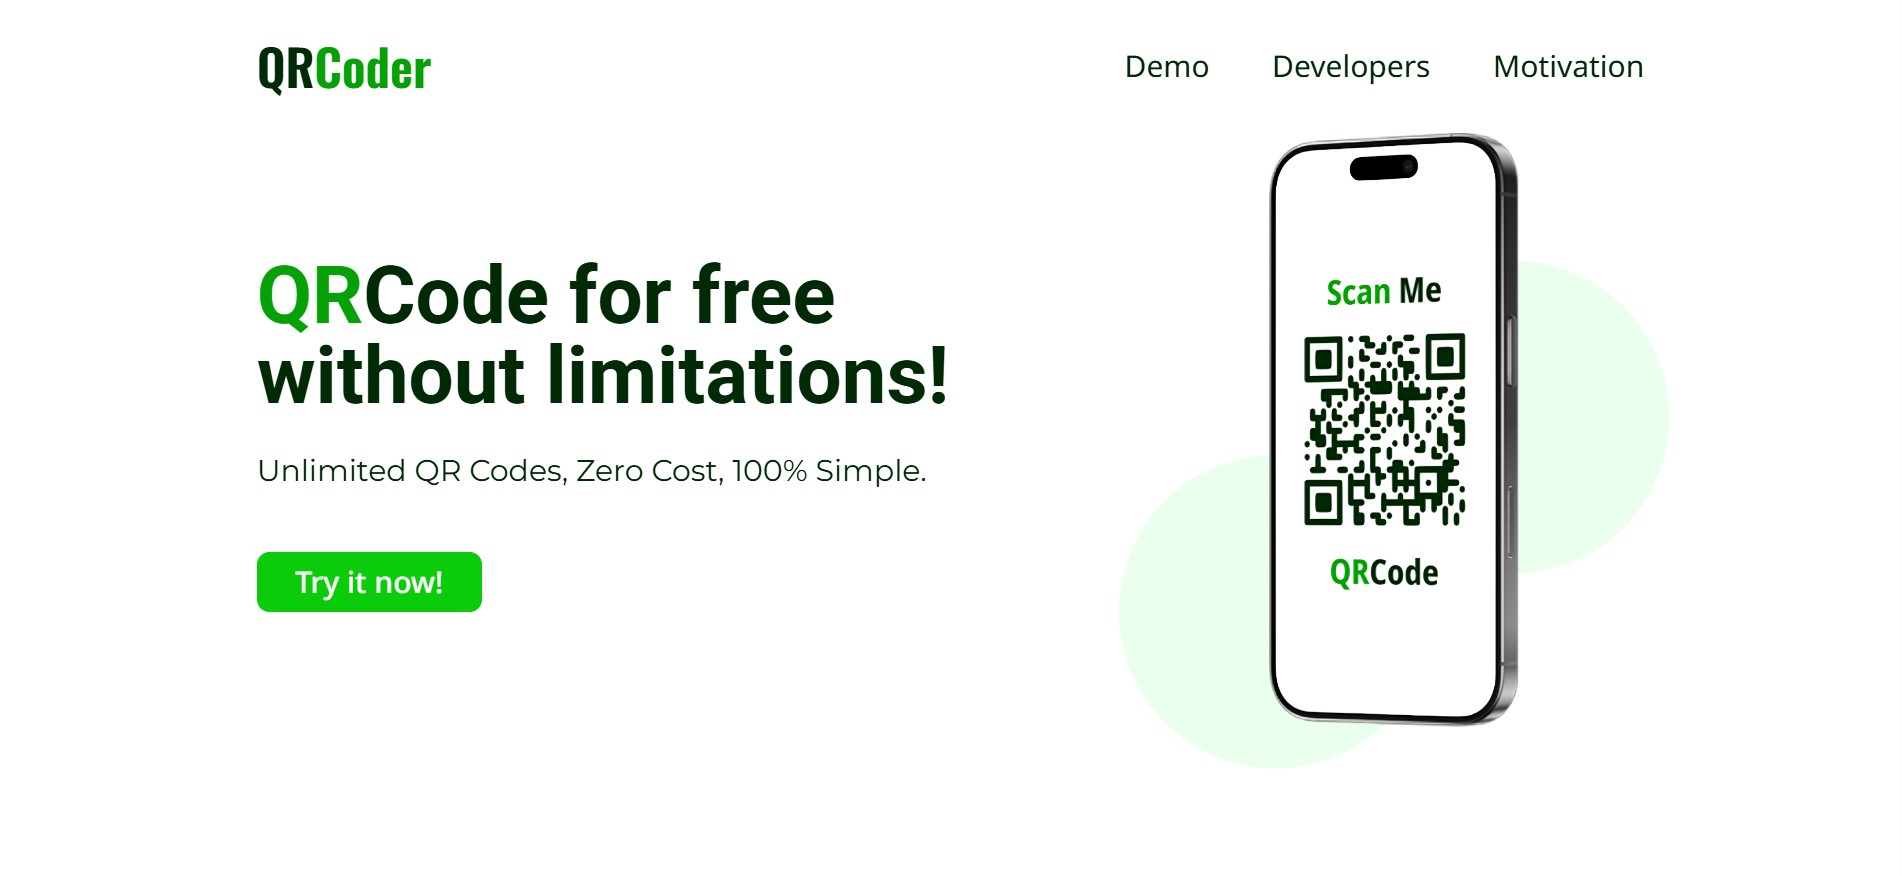 QRCoder
Demo
Developers
Motivation
QRCode for free
without limitations!
Unlimited QR Codes, Zero Cost, 100% Simple.
Try it now!
Scan Me
QRCode